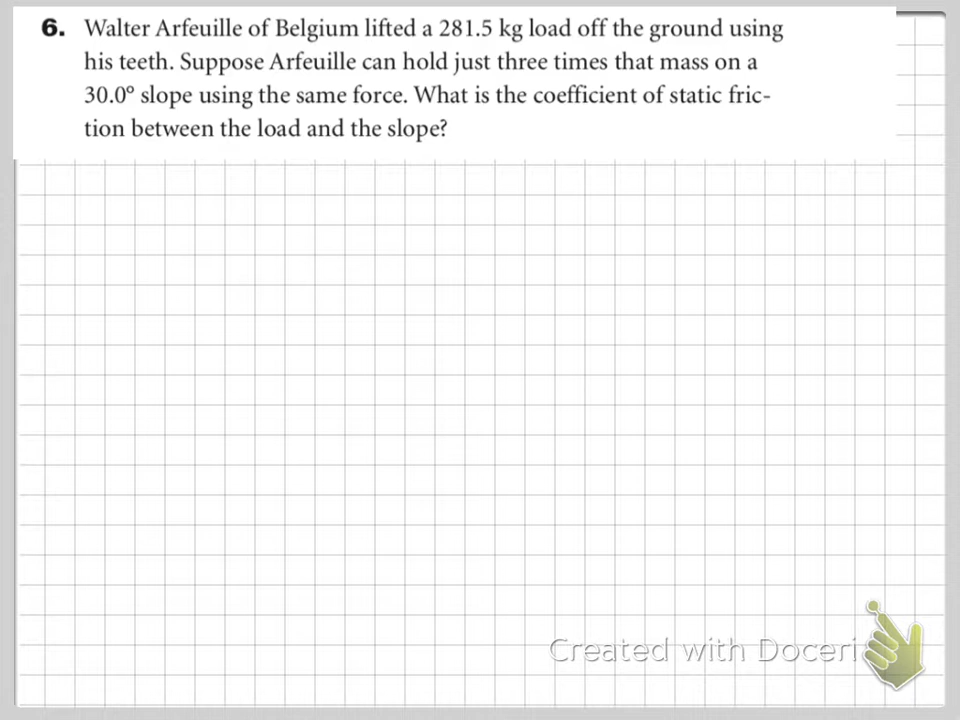 6. Walter Arfeuille of Belgium lifted a 281.5 kg load off the ground using
his teeth. Suppose Arfeuille can hold just three times that mass on a
30.0° slope using the same force. What is the coefficient of static fric-
tion between the load and the slope?
Created with Doceri